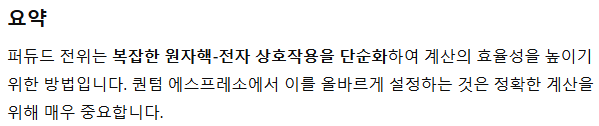 요약
퍼듀드 전위는 복잡한 원자핵-전자 상호작용을 단순화하여 계산의 효율성을 높이기
위한 방법입니다. 퀀텀 에스프레소에서 이를 올바르게 설정하는 것은 정확한 계산을
위해 매우 중요합니다.